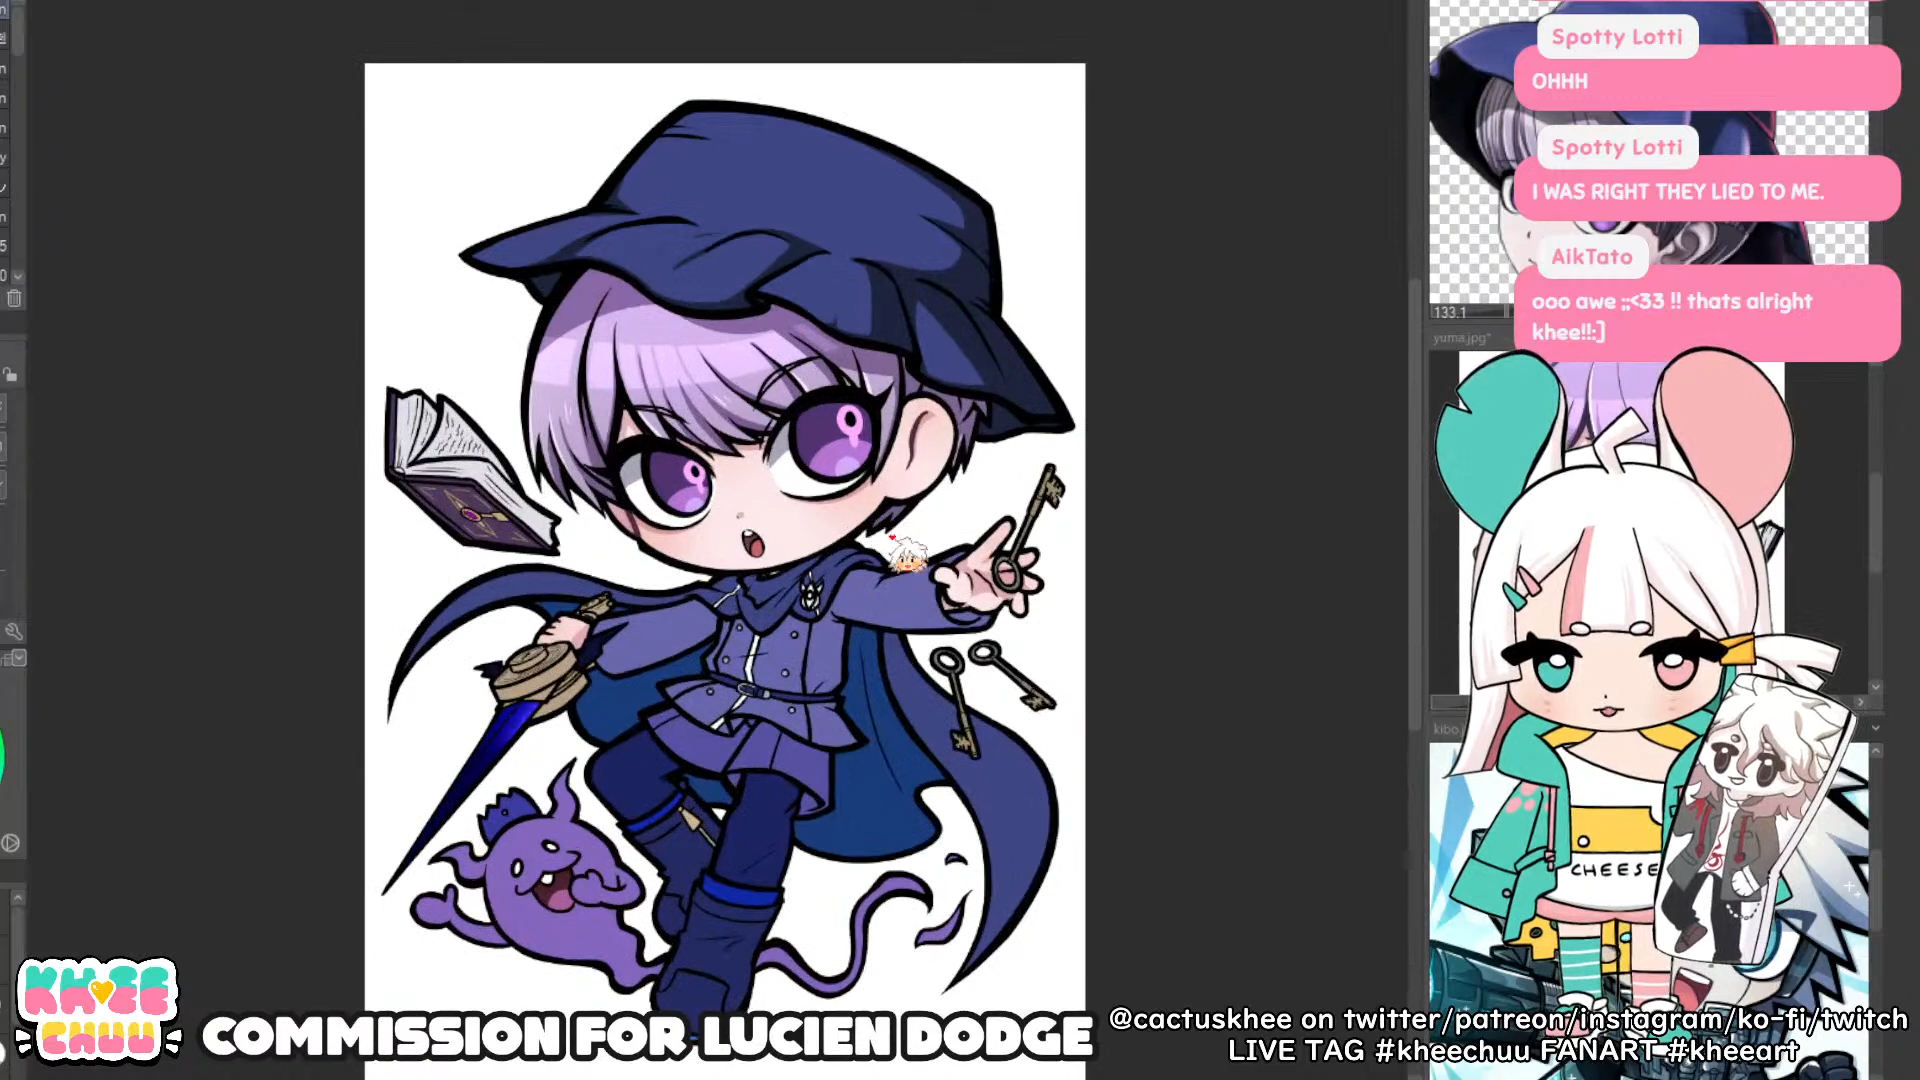 Spotty Lotti
OHHH
Spotty Lotti
I WAS RIGHT THEY LIED TO ME.
AikTato
ooo awe ;;<33 !! thats alright
khee!!:]
133.1
yuma.jpg*
kibo.j
CHEESE
KHEE
CHUU
COMMISSION FOR LUCIEN DODGE
@cactuskhee on twitter/patreon/instagram/ko-fi/twitch
LIVE TAG #kheechuu FANART #kheeart